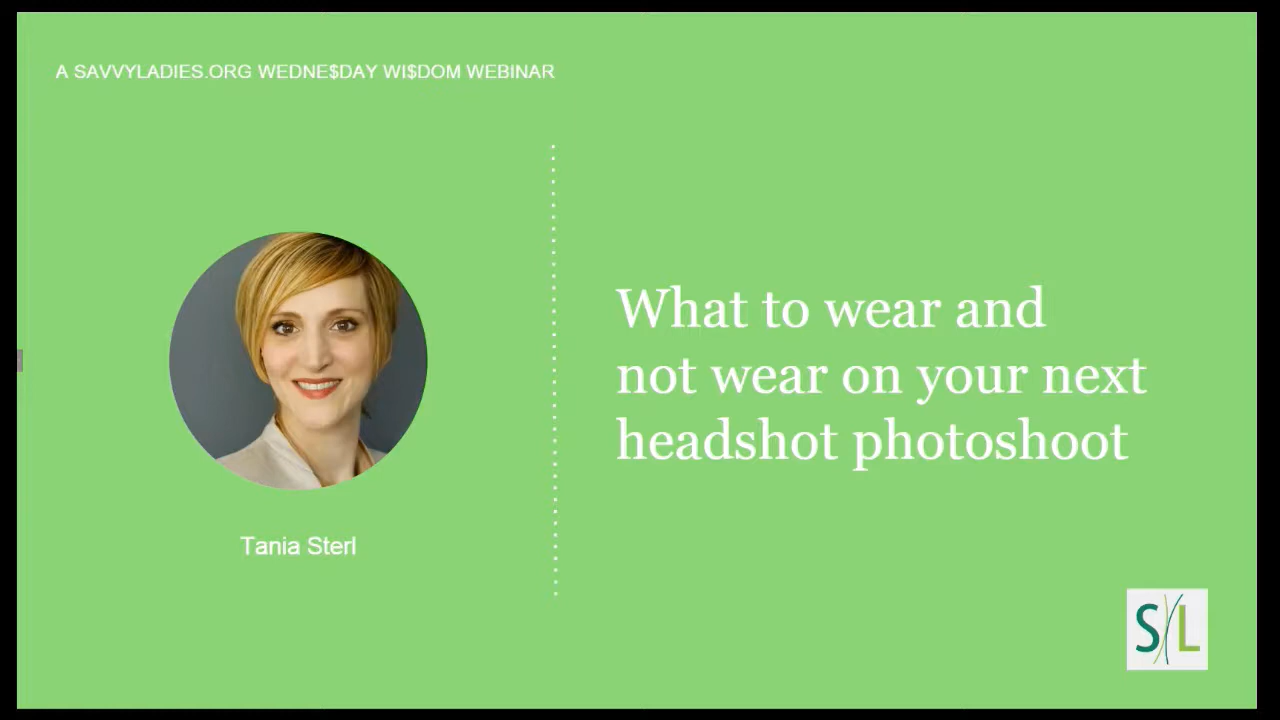 A SAVVYLADIES.ORG WEDNE$DAY WI$DOM WEBINAR
What to wear and
not wear on your next
headshot photoshoot
Tania Sterl
S L